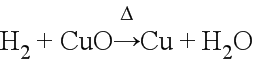 Δ
H₂ + CuO→Cu + H₂O